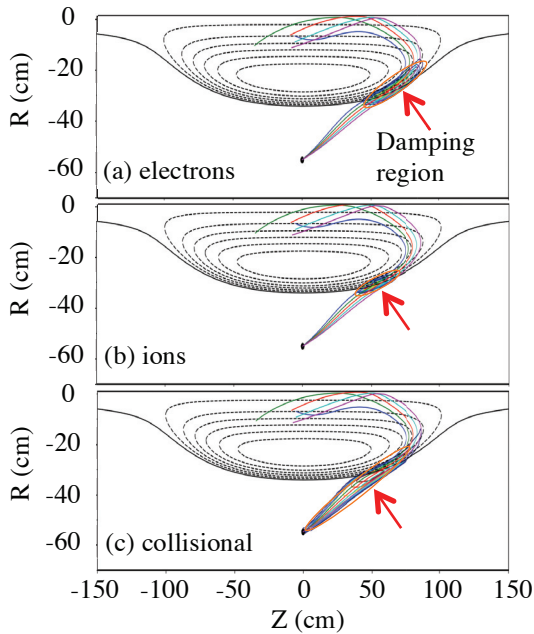 0
-20
-40
-60
R (cm)
(a) electrons
Damping
region
0
-20
-40
-60
R (cm)
(b) ions
0
-20
-40
-60
R (cm)
(c) collisional
-150 -100 -50 0 50 100 150
Z (cm)